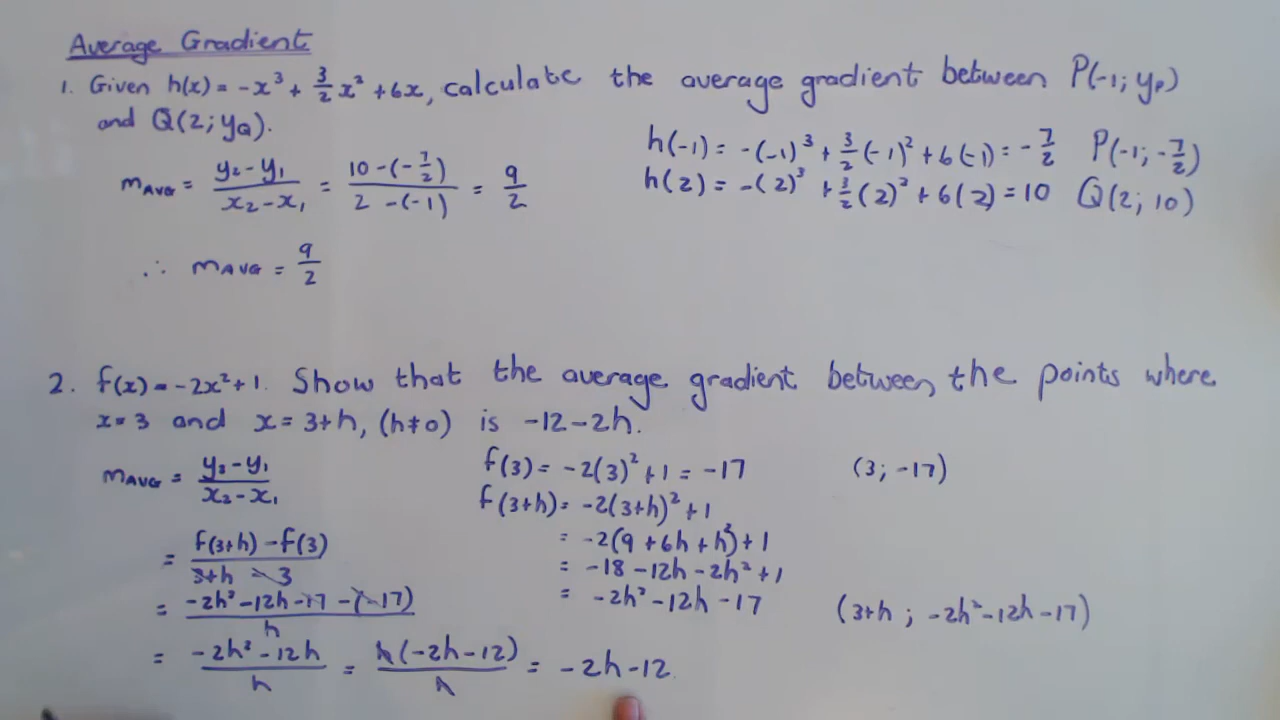 Average Gradient
1. Given h(x) = -x³ + 3/2 x² + 6x, calculate the average gradient between P(-1; yP)
and Q(2; yQ).
h(-1) = -(-1)³ + 3/2(-1)² + 6(-1) = -7/2   P(-1; -7/2)
h(2) = -(2)³ + 3/2(2)² + 6(2) = 10   Q(2; 10)
mAVG = (y₂ - y₁)/(x₂ - x₁) = (10 - (-7/2))/(2 - (-1)) = 9/2
∴ mAVG = 9/2
2. f(x) = -2x² + 1. Show that the average gradient between the points where
x = 3 and x = 3+h, (h≠0) is -12 - 2h.
mAVG = (y₂ - y₁)/(x₂ - x₁)
= (f(3+h) - f(3))/(3+h - 3)
= (-2h² - 12h - 17 - (-17))/h
= (-2h² - 12h)/h = h(-2h - 12)/h = -2h - 12.
f(3) = -2(3)² + 1 = -17   (3; -17)
f(3+h) = -2(3+h)² + 1
= -2(9 + 6h + h²) + 1
= -18 - 12h - 2h² + 1
= -2h² - 12h - 17   (3+h ; -2h² - 12h - 17)